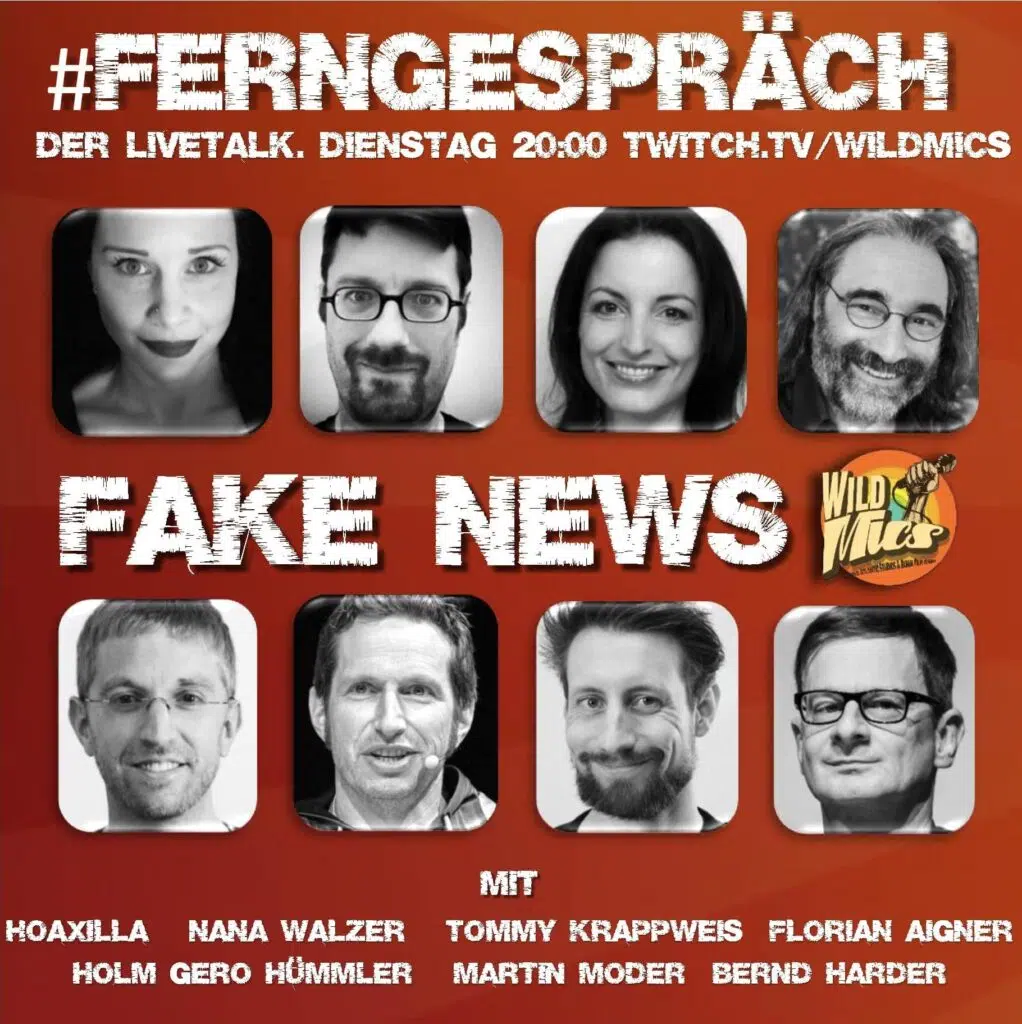 #FERNGESPRÄCH
DER LIVETALK. DIENSTAG 20:00 TWITCH.TV/WILDMICS
FAKE NEWS
WILD
MICS
MIT
HOAXILLA NANA WALZER TOMMY KRAPPWEIS FLORIAN AIGNER
HOLM GERO HÜMMLER MARTIN MODER BERND HARDER